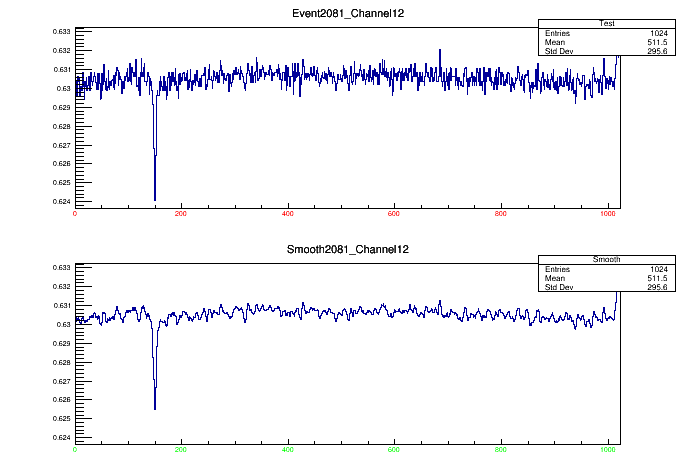 Event2081_Channel12
Test
Entries 1024
Mean 511.5
Std Dev 295.6
0.633
0.632
0.631
0.63
0.629
0.628
0.627
0.626
0.625
0.624
0 200 400 600 800 1000
Smooth2081_Channel12
Smooth
Entries 1024
Mean 511.5
Std Dev 295.6
0.633
0.632
0.631
0.63
0.629
0.628
0.627
0.626
0.625
0.624
0 200 400 600 800 1000